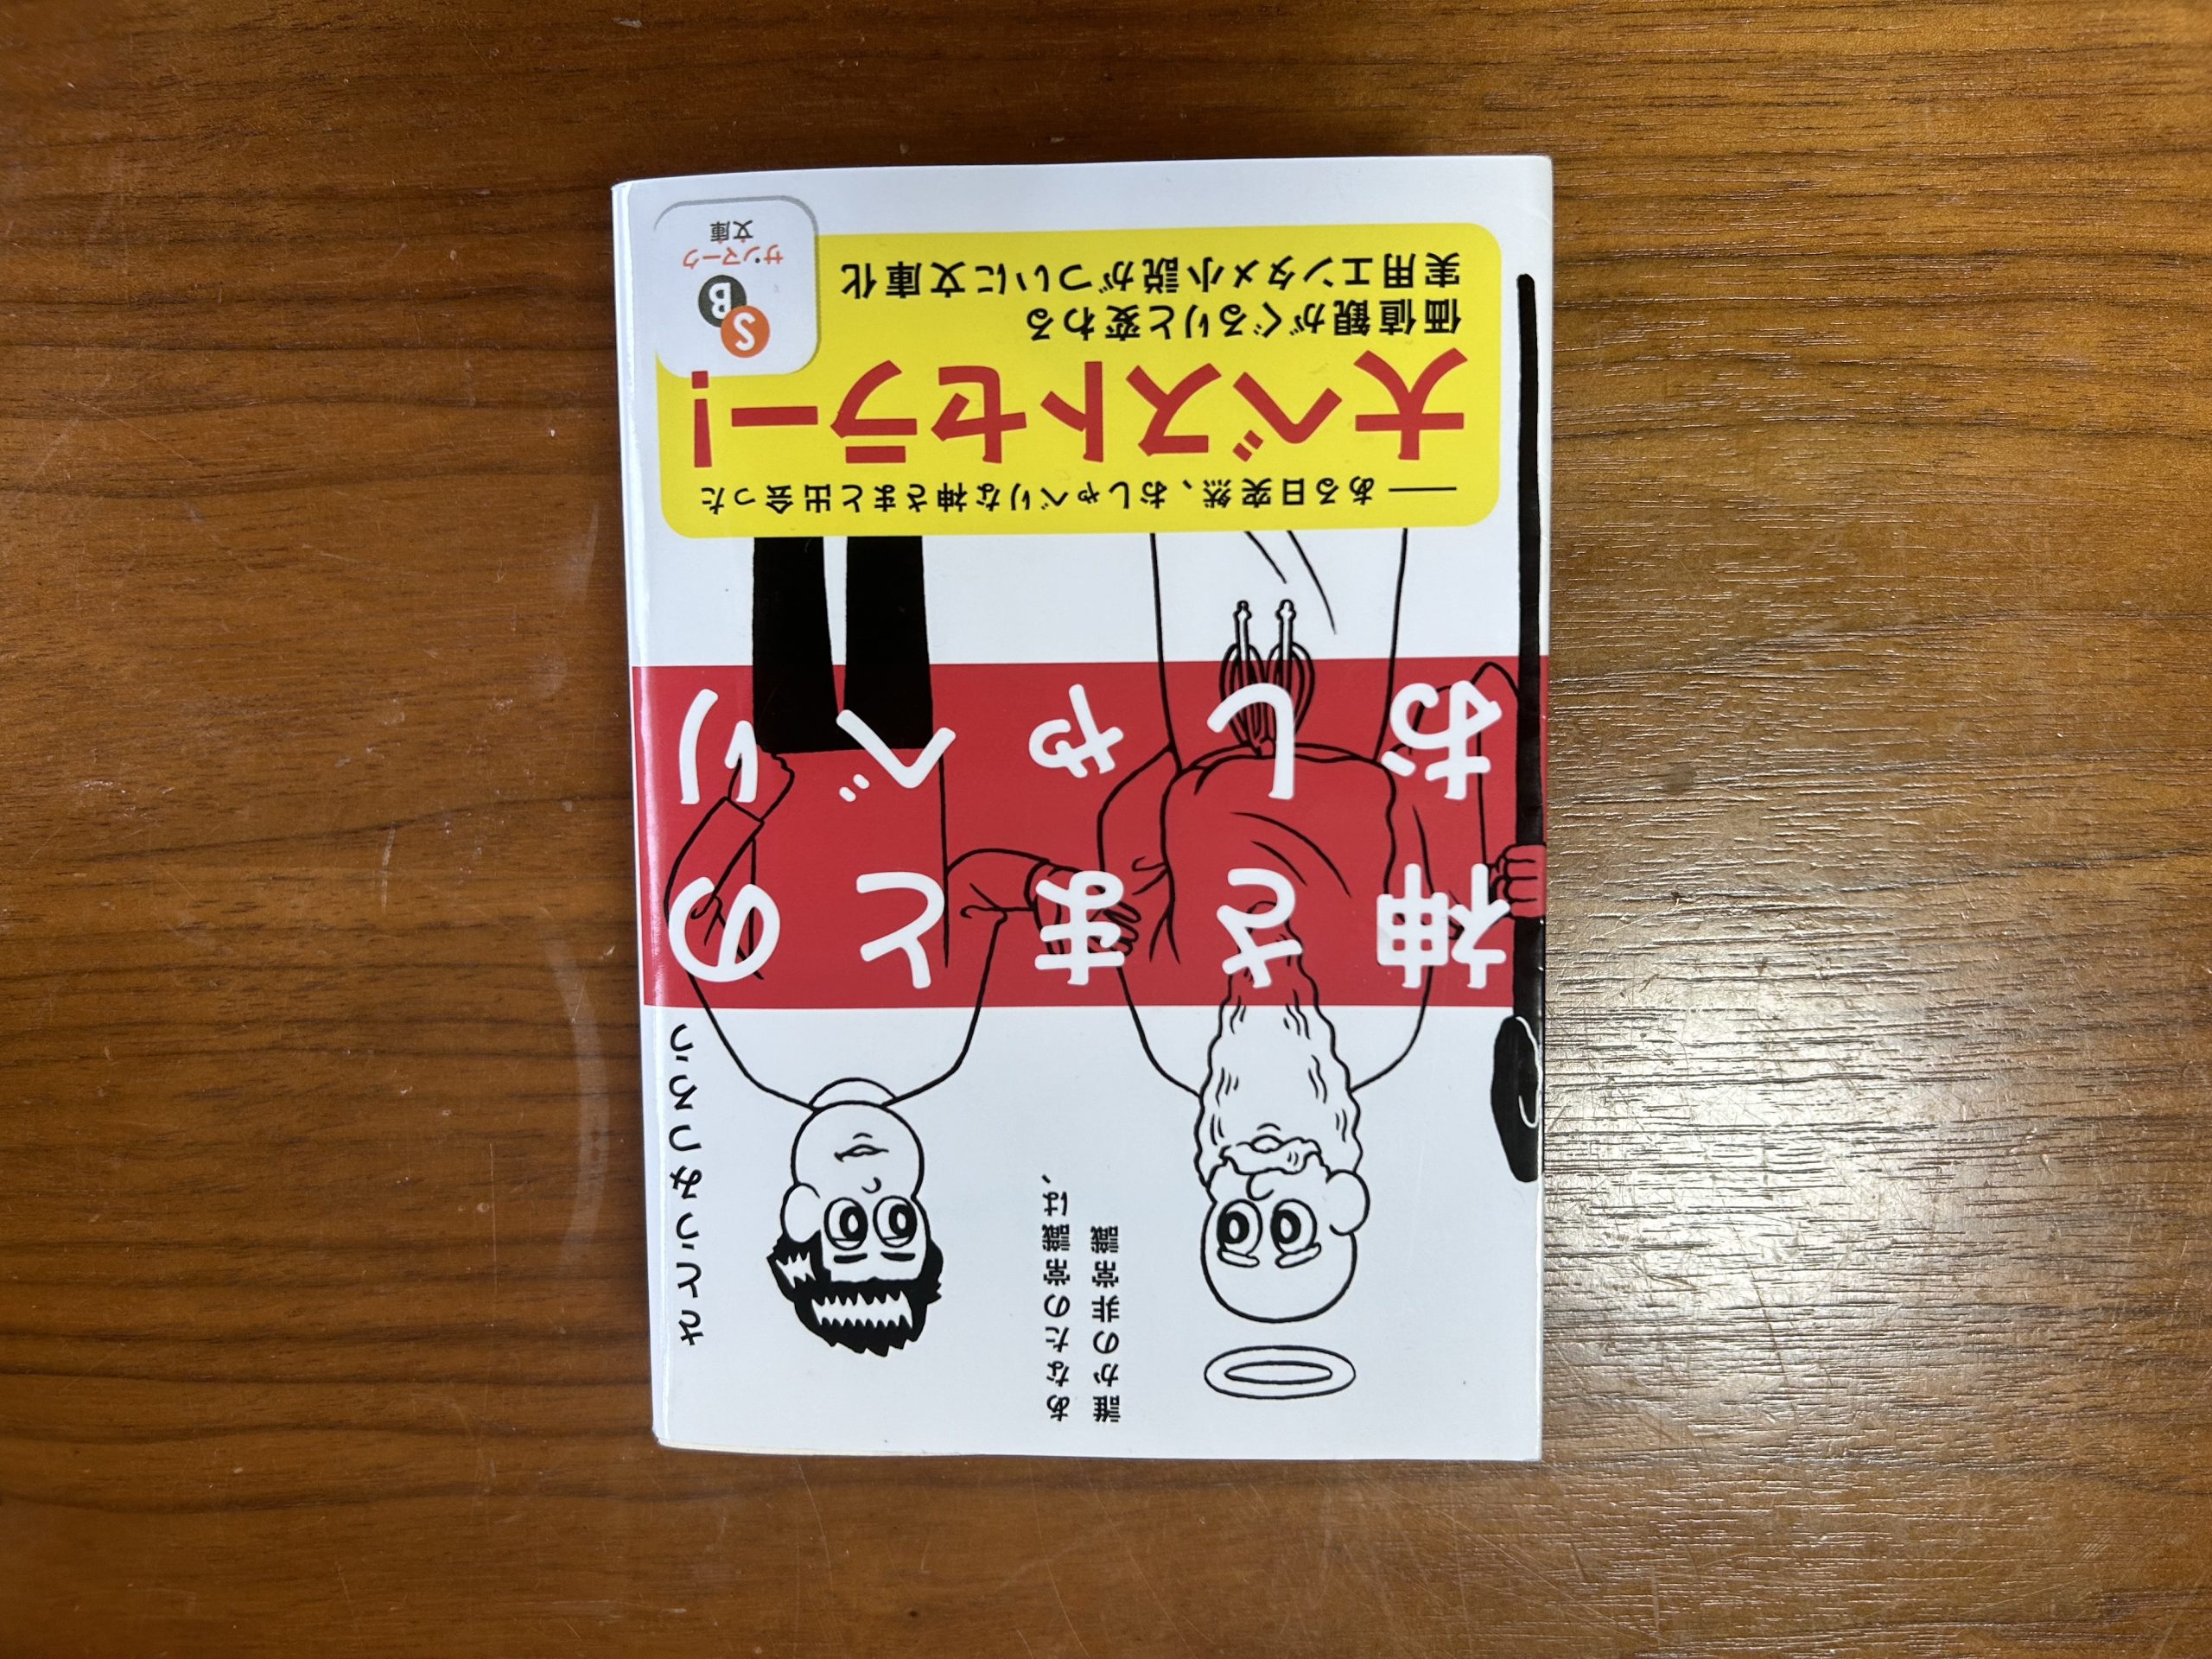 あなたの常識は、
誰かの非常識
さとうみつろう
神さまとの
おしゃべり
――ある日突然、おしゃべりな神さまと出会った
大ベストセラー!
価値観がぐるりと変わる
実用エンタメ小説がついに文庫化
S
B
サンマーク
文庫